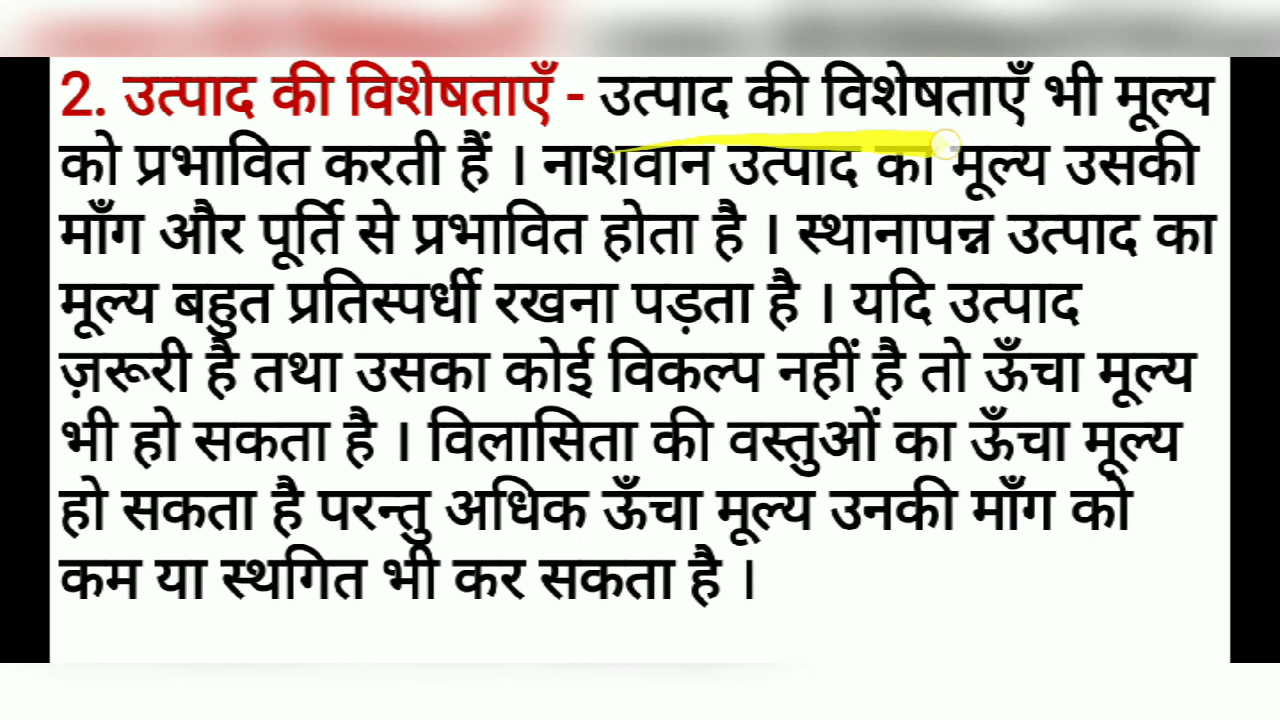 2. उत्पाद की विशेषताएँ - उत्पाद की विशेषताएँ भी मूल्य
को प्रभावित करती हैं । नाशवान उत्पाद का मूल्य उसकी
माँग और पूर्ति से प्रभावित होता है । स्थानापन्न उत्पाद का
मूल्य बहुत प्रतिस्पर्धी रखना पड़ता है । यदि उत्पाद
ज़रूरी है तथा उसका कोई विकल्प नहीं है तो ऊँचा मूल्य
भी हो सकता है । विलासिता की वस्तुओं का ऊँचा मूल्य
हो सकता है परन्तु अधिक ऊँचा मूल्य उनकी माँग को
कम या स्थगित भी कर सकता है ।